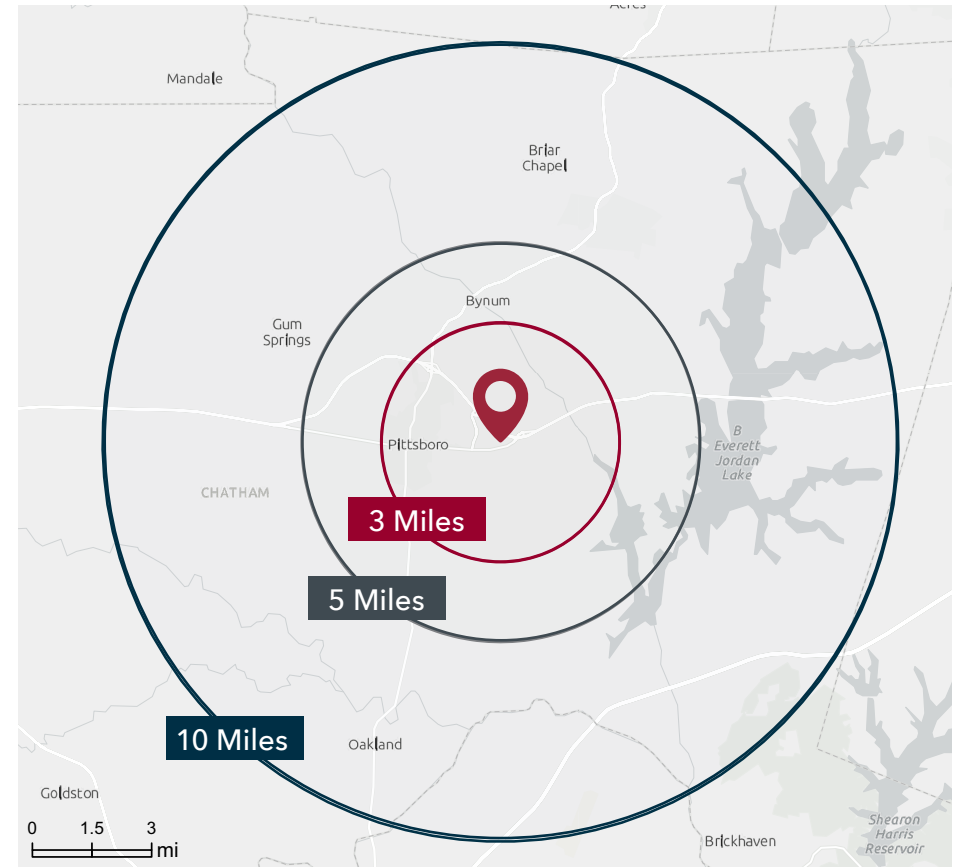 Acres
Mandale
Briar
Chapel
Bynum
Gum
Springs
Pittsboro
B
Everett
Jordan
Lake
CHATHAM
3 Miles
5 Miles
10 Miles
Oakland
Goldston
0 1.5 3
mi
Shearon
Harris
Reservoir
Brickhaven